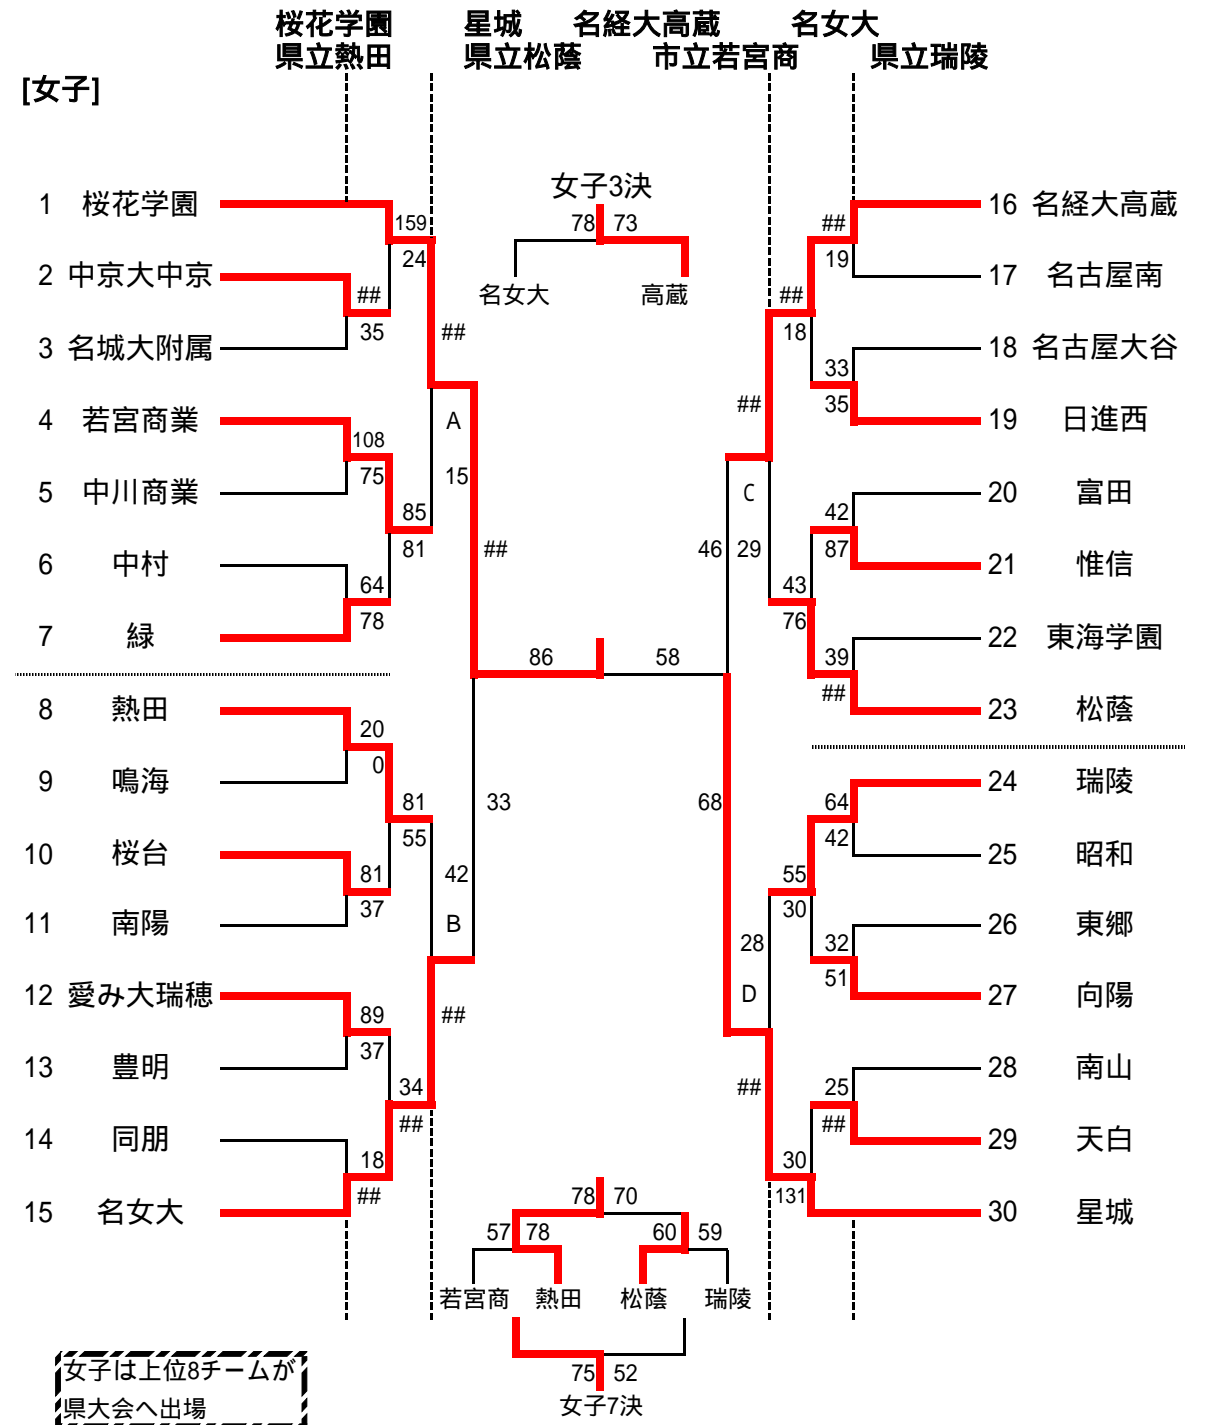 桜花学園 星城 名経大高蔵 名女大
県立熱田 県立松蔭 市立若宮商 県立瑞陵
[女子]
女子3決
78 73
名女大 高蔵
1 桜花学園
2 中京大中京
3 名城大附属
4 若宮商業
5 中川商業
6 中村
7 緑
8 熱田
9 鳴海
10 桜台
11 南陽
12 愛み大瑞穂
13 豊明
14 同朋
15 名女大
159
24
##
35
##
108
75
A
15
85
81
64
78
##
86 58
20
0
81
55
33
81
37
42
B
89
37
##
34
##
18
##
16 名経大高蔵
17 名古屋南
18 名古屋大谷
19 日進西
20 富田
21 惟信
22 東海学園
23 松蔭
24 瑞陵
25 昭和
26 東郷
27 向陽
28 南山
29 天白
30 星城
##
19
##
18
33
35
##
C
46 29
42
87
43
76
39
##
68
64
42
55
30
32
51
28
D
##
25
##
30
131
78 70
57 78 60 59
若宮商 熱田 松蔭 瑞陵
75 52
女子7決
女子は上位8チームが
県大会へ出場